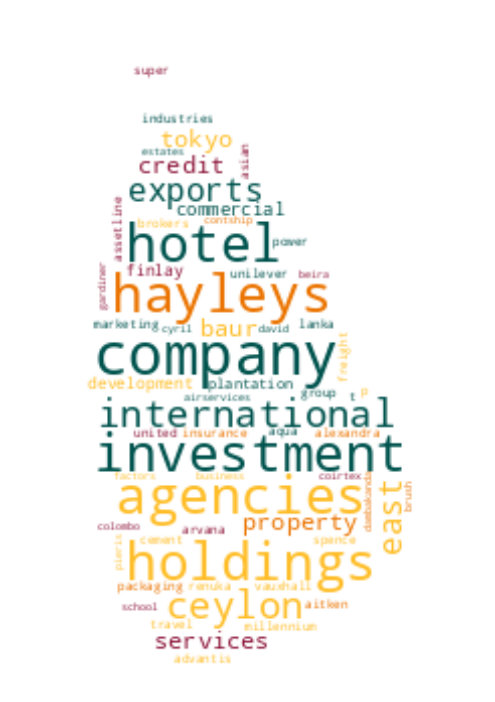 super
industries
tokyo
estates
credit
asian
exports
commercial
assetline
brokers
contship
hotel
power
finlay
unilever
beira
gardiner
hayleys
marketing
cyril
baur
david
lanka
company
freight
development
plantation
group
t
p
airservices
international
united
insurance
aqua
alexandra
investment
factors
business
coirtex
dambakanda
agencies
east
brush
colombo
arvana
property
cement
spence
pieris
holdings
packaging
renuka
vauxhall
school
ceylon
aitken
travel
millennium
services
advantis